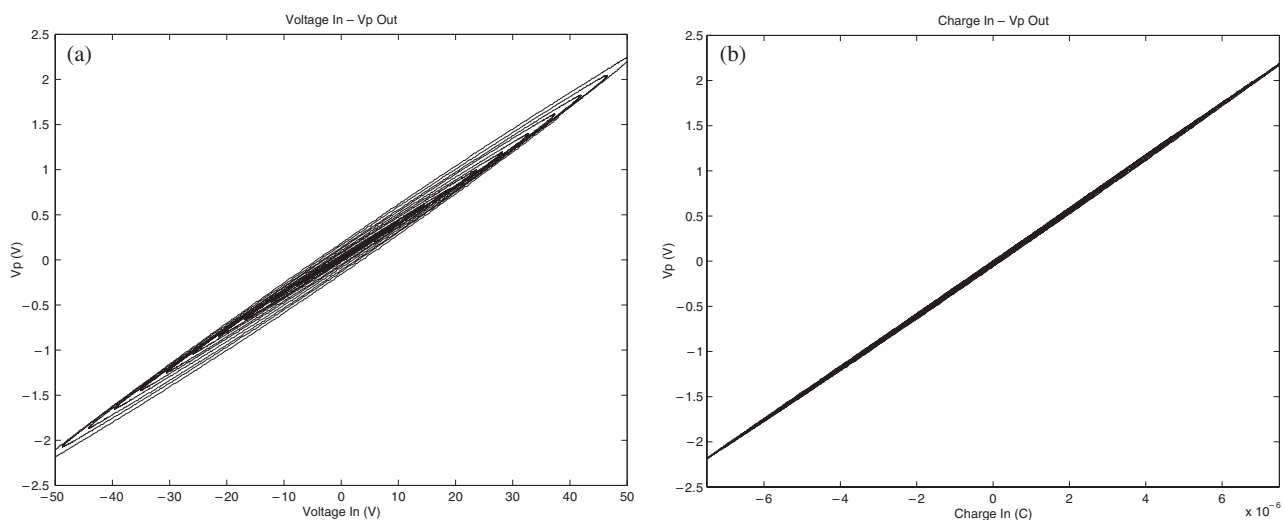 Voltage In – Vp Out
(a)
2.5
2
1.5
1
0.5
0
−0.5
−1
−1.5
−2
−2.5
Vp (V)
−50 −40 −30 −20 −10 0 10 20 30 40 50
Voltage In (V)
Charge In – Vp Out
(b)
2.5
2
1.5
1
0.5
0
−0.5
−1
−1.5
−2
−2.5
Vp (V)
−6 −4 −2 0 2 4 6
x 10⁻⁶
Charge In (C)